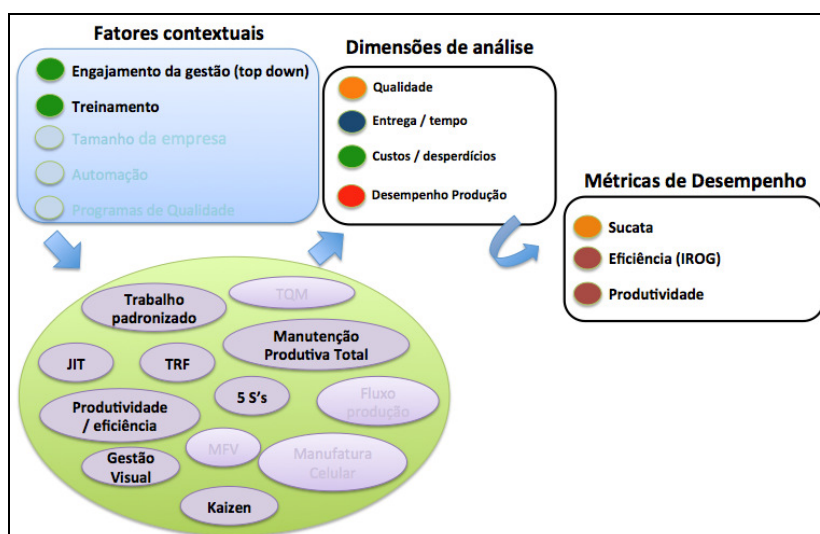 Fatores contextuais
Engajamento da gestão (top down)
Treinamento
Tamanho da empresa
Automação
Programas de Qualidade
Dimensões de análise
Qualidade
Entrega / tempo
Custos / desperdícios
Desempenho Produção
Métricas de Desempenho
Sucata
Eficiência (IROG)
Produtividade
Trabalho
padronizado
TQM
Manutenção
Produtiva Total
JIT
TRF
5 S's
Fluxo
produção
Produtividade
/ eficiência
MFV
Manufatura
Celular
Gestão
Visual
Kaizen